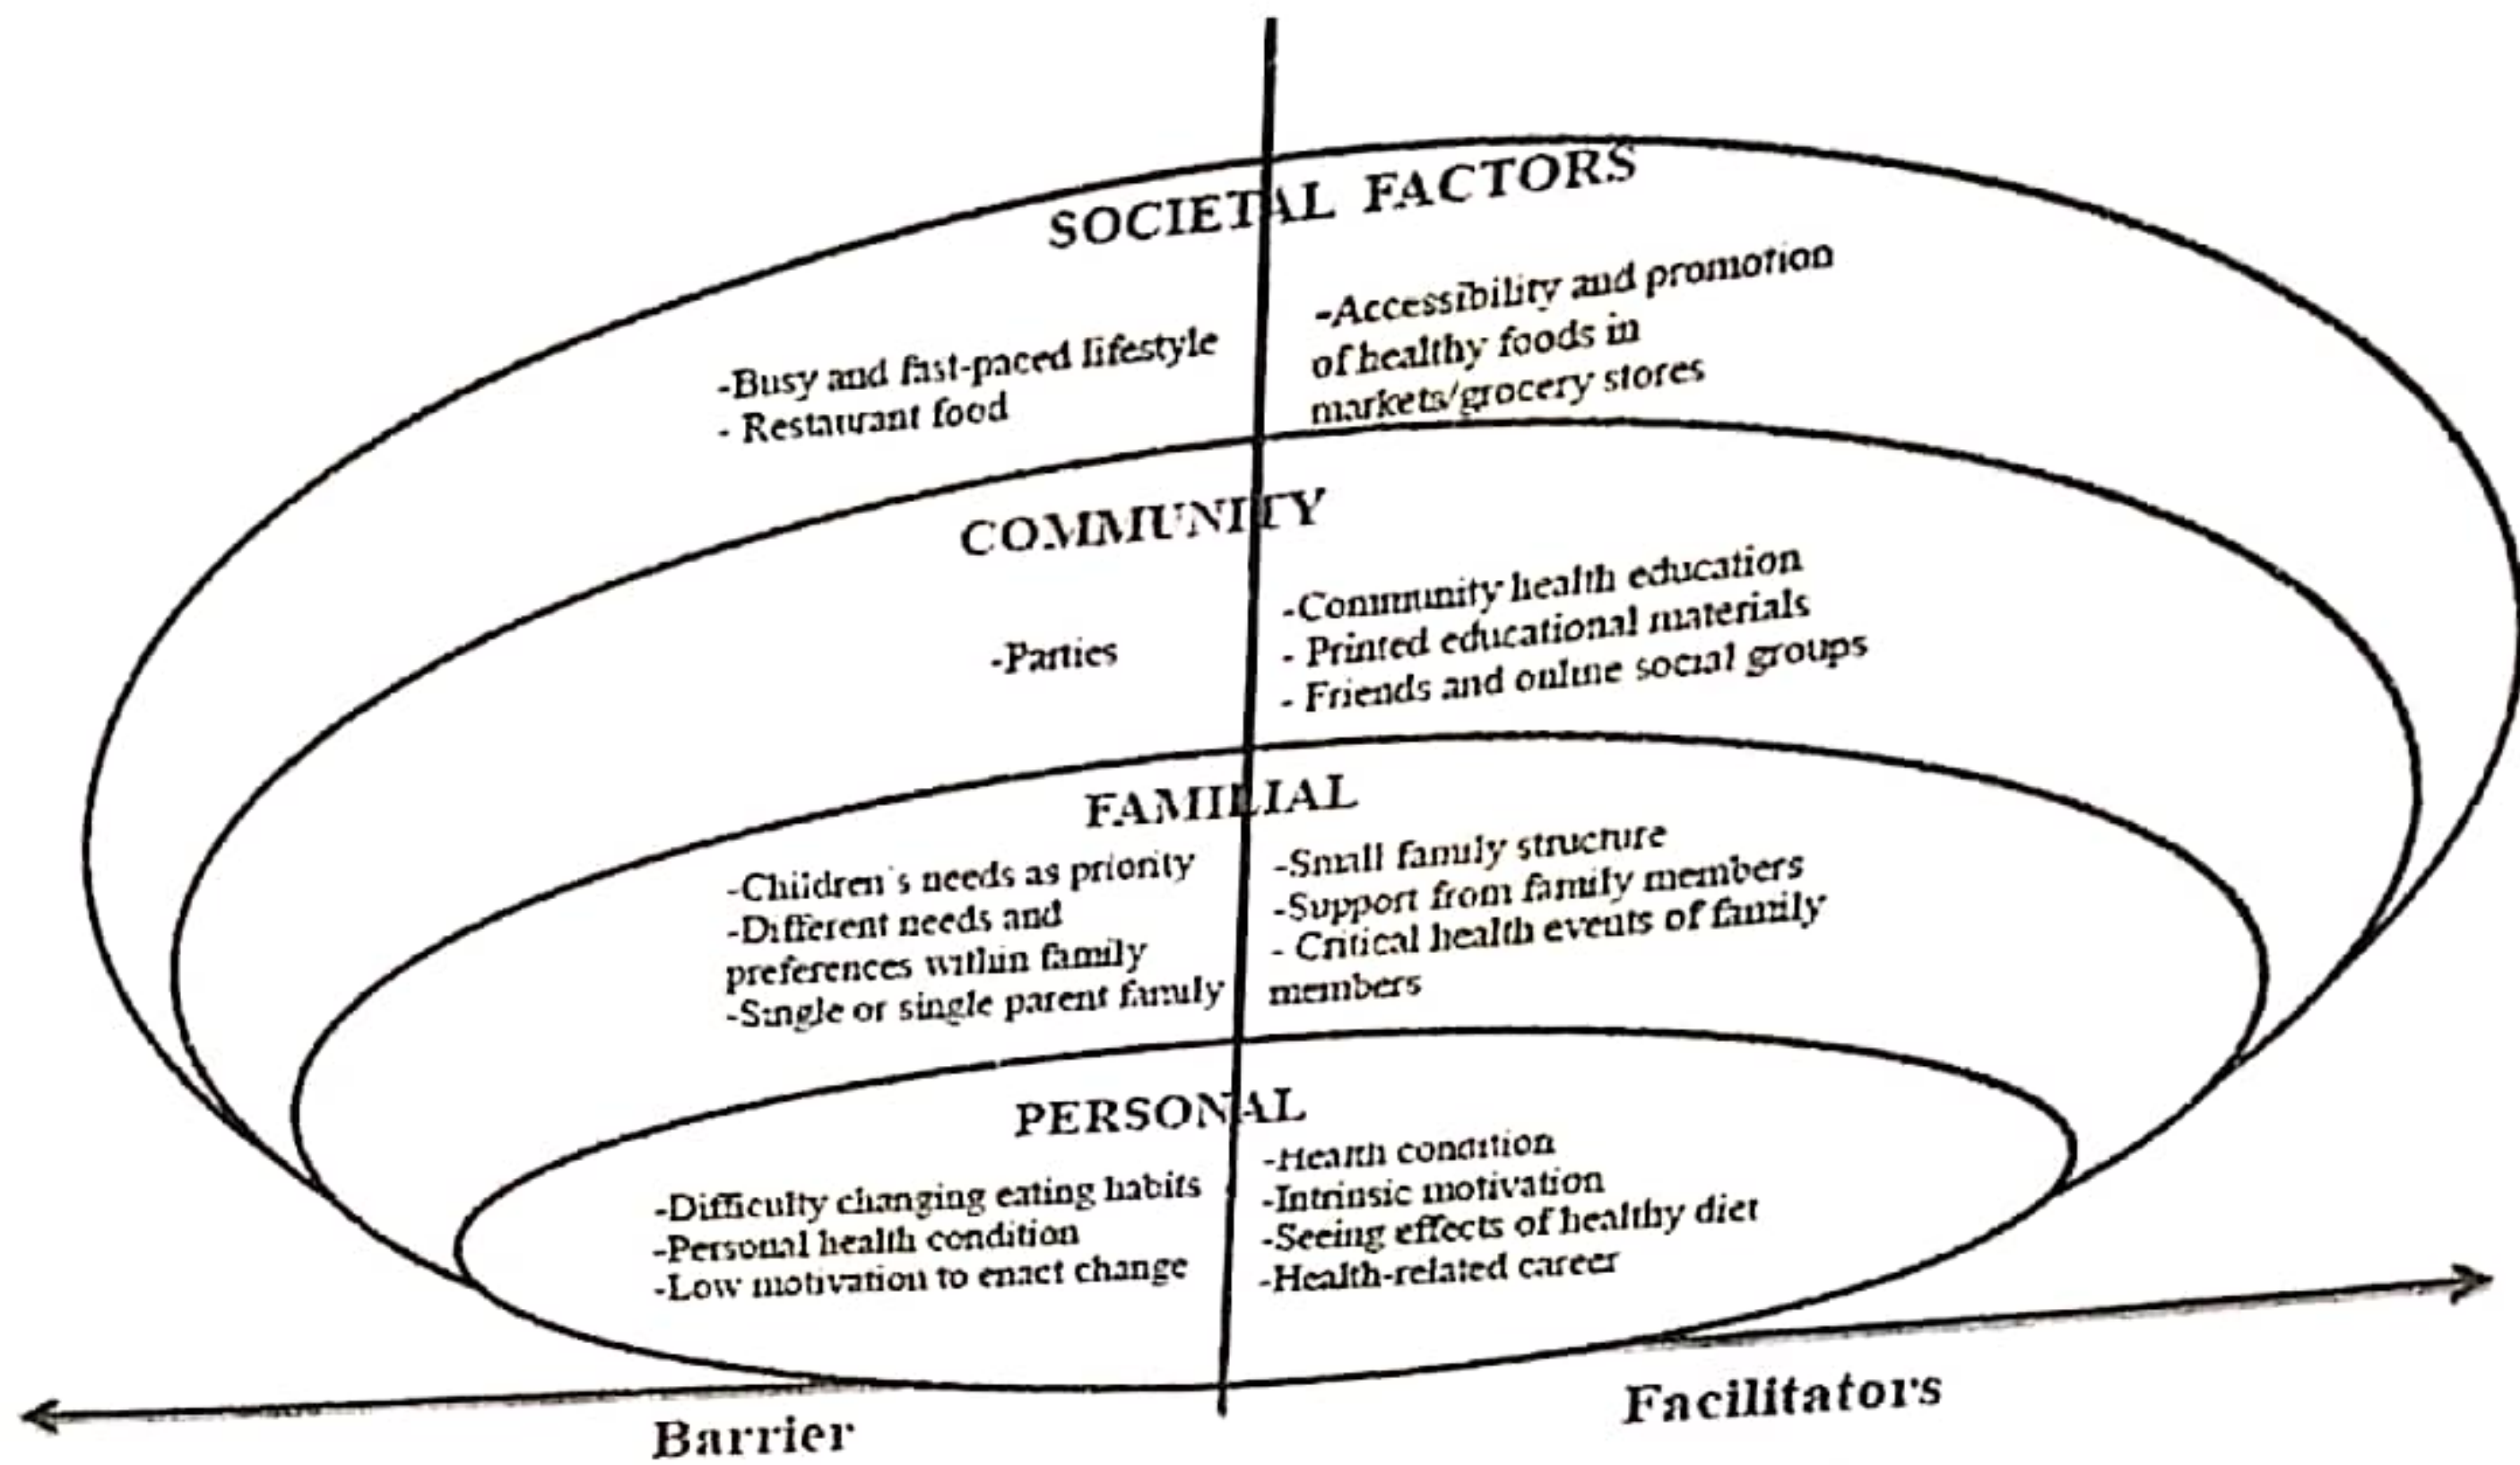 SOCIETAL FACTORS
-Busy and fast-paced lifestyle
- Restaurant food
-Accessibility and promotion
of healthy foods in
markets/grocery stores
COMMUNITY
-Parties
-Community health education
- Printed educational materials
- Friends and online social groups
FAMILIAL
-Children's needs as priority
-Different needs and
preferences within family
-Single or single parent family
-Small family structure
-Support from family members
- Critical health events of family
members
PERSONAL
-Difficulty changing eating habits
-Personal health condition
-Low motivation to enact change
-Health condition
-Intrinsic motivation
-Seeing effects of healthy diet
-Health-related career
Barrier
Facilitators